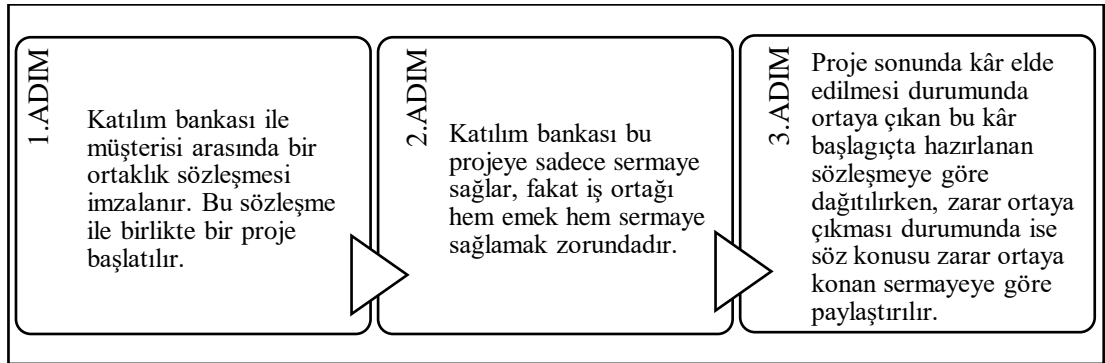 1.ADIM
Katılım bankası ile
müşterisi arasında bir
ortaklık sözleşmesi
imzalanır. Bu sözleşme
ile birlikte bir proje
başlatılır.
2.ADIM
Katılım bankası bu
projeye sadece sermaye
sağlar, fakat iş ortağı
hem emek hem sermaye
sağlamak zorundadır.
3.ADIM
Proje sonunda kâr elde
edilmesi durumunda
ortaya çıkan bu kâr
başlagıçta hazırlanan
sözleşmeye göre
dağıtılırken, zarar ortaya
çıkması durumunda ise
söz konusu zarar ortaya
konan sermayeye göre
paylaştırılır.